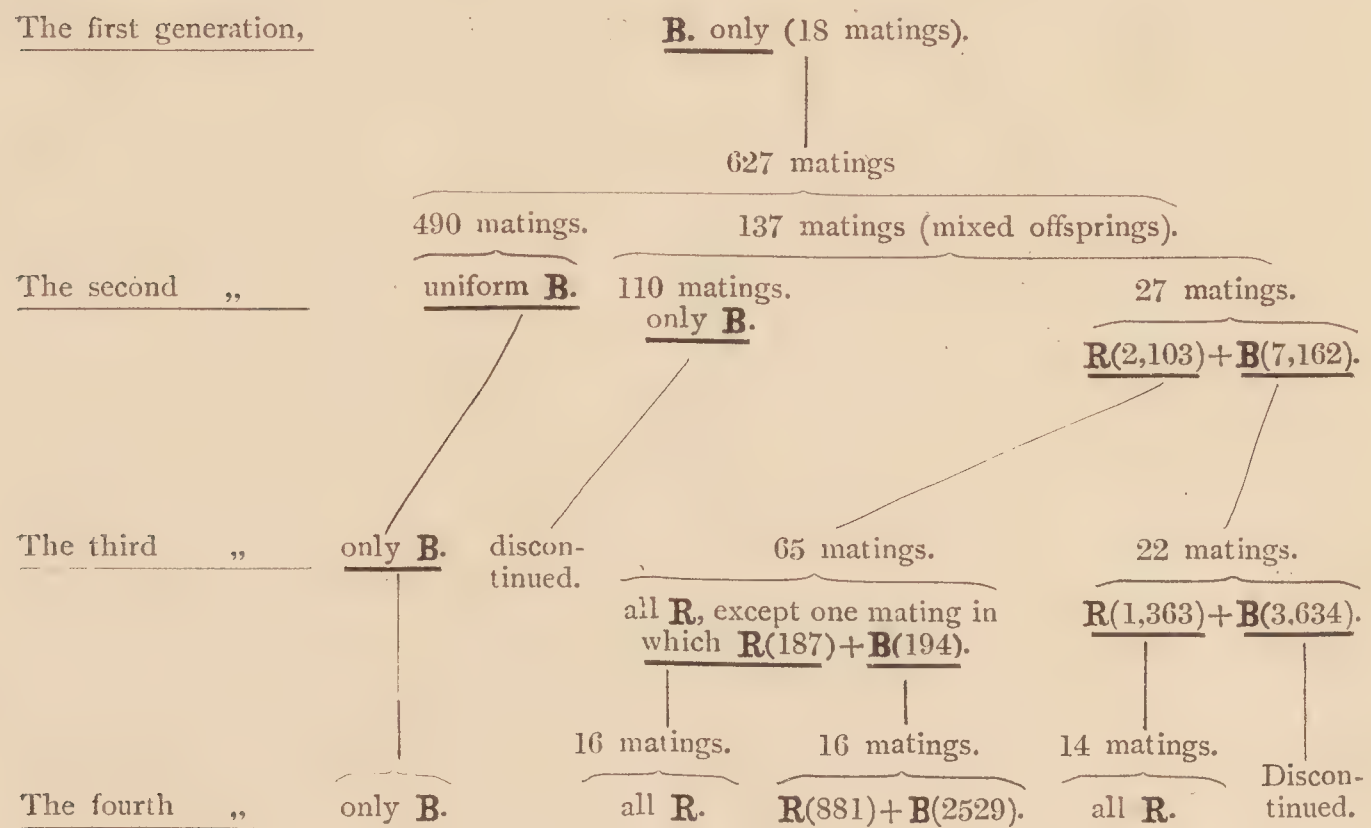 The first generation, B. only (18 matings).
627 matings
490 matings. 137 matings (mixed offsprings).
The second „ uniform B. 110 matings. 27 matings.
only B.
R(2,103)+B(7,162).
The third „ only B. discon- 65 matings. 22 matings.
tinued.
all R, except one mating in R(1,363)+B(3,634).
which R(187)+B(194).
16 matings. 16 matings. 14 matings.
Discon-
The fourth „ only B. all R. R(881)+B(2529). all R. tinued.